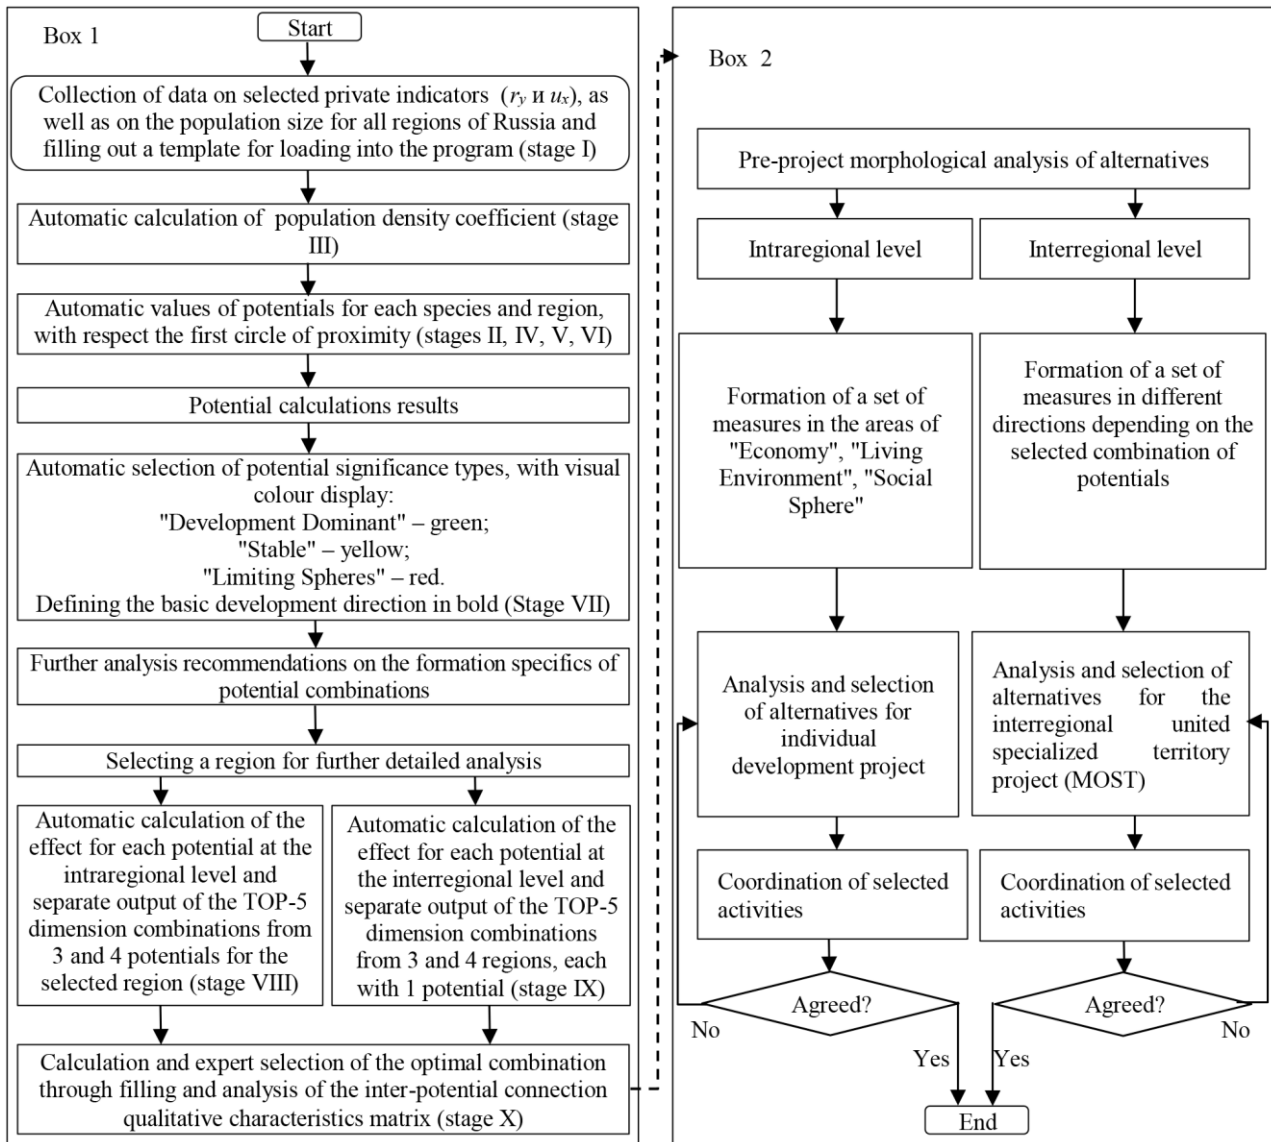 Box 1
Start
Collection of data on selected private indicators (r_y и u_x), as
well as on the population size for all regions of Russia and
filling out a template for loading into the program (stage I)
Automatic calculation of population density coefficient (stage
III)
Automatic values of potentials for each species and region,
with respect the first circle of proximity (stages II, IV, V, VI)
Potential calculations results
Automatic selection of potential significance types, with visual
colour display:
"Development Dominant" – green;
"Stable" – yellow;
"Limiting Spheres" – red.
Defining the basic development direction in bold (Stage VII)
Further analysis recommendations on the formation specifics of
potential combinations
Selecting a region for further detailed analysis
Automatic calculation of the
effect for each potential at the
intraregional level and
separate output of the TOP-5
dimension combinations from
3 and 4 potentials for the
selected region (stage VIII)
Automatic calculation of the
effect for each potential at
the interregional level and
separate output of the TOP-5
dimension combinations
from 3 and 4 regions, each
with 1 potential (stage IX)
Calculation and expert selection of the optimal combination
through filling and analysis of the inter-potential connection
qualitative characteristics matrix (stage X)
Box 2
Pre-project morphological analysis of alternatives
Intraregional level
Interregional level
Formation of a set of
measures in the areas of
"Economy", "Living
Environment", "Social
Sphere"
Formation of a set of
measures in different
directions depending on the
selected combination of
potentials
Analysis and selection
of alternatives for
individual
development project
Analysis and selection of
alternatives for the
interregional united
specialized territory
project (MOST)
Coordination of selected
activities
Coordination of selected
activities
Agreed?
Agreed?
No
No
Yes
Yes
End